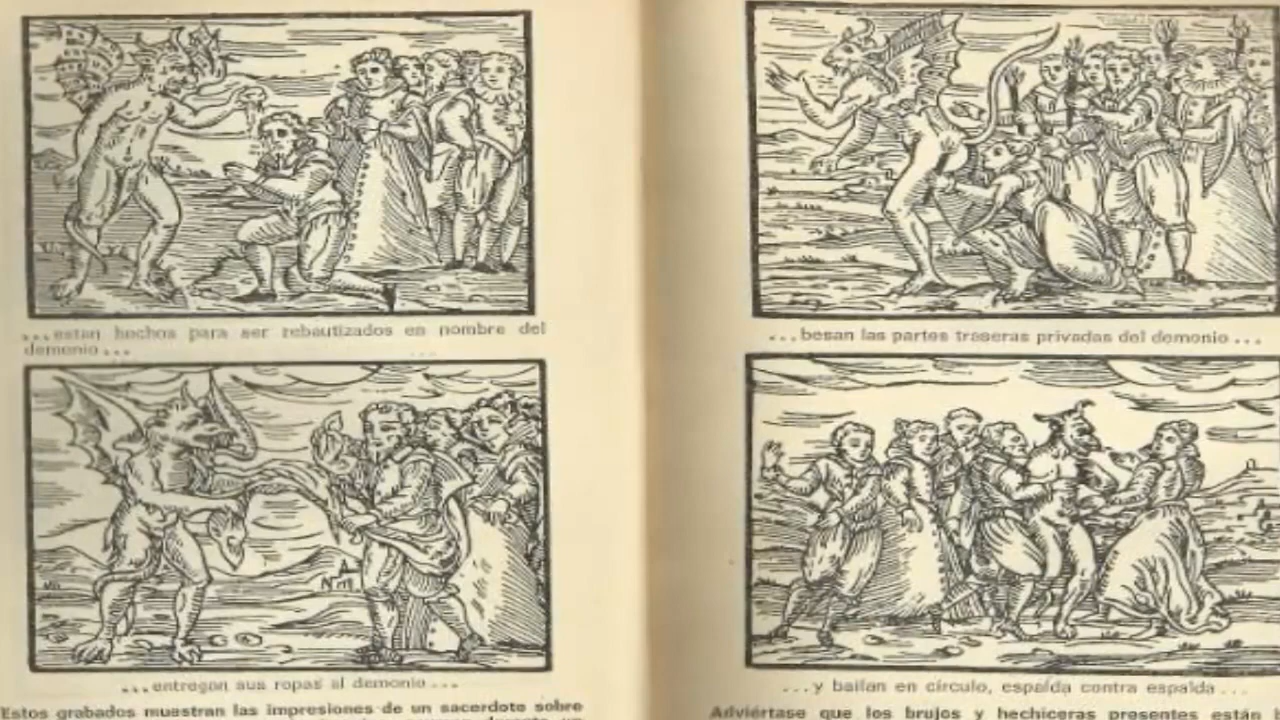 ...estan hechos para ser rebautizados en nombre del
demonio...
...entregan sus ropas al demonio...
Estos grabados muestran las impresiones de un sacerdote sobre
...besan las partes traseras privadas del demonio...
...y bailan en círculo, espalda contra espalda...
Adviértase que los brujos y hechiceras presentes están